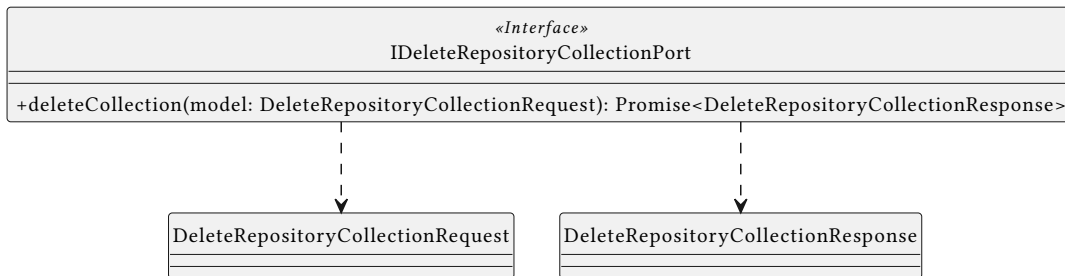 «Interface»
IDeleteRepositoryCollectionPort
+deleteCollection(model: DeleteRepositoryCollectionRequest): Promise<DeleteRepositoryCollectionResponse>
DeleteRepositoryCollectionRequest
DeleteRepositoryCollectionResponse